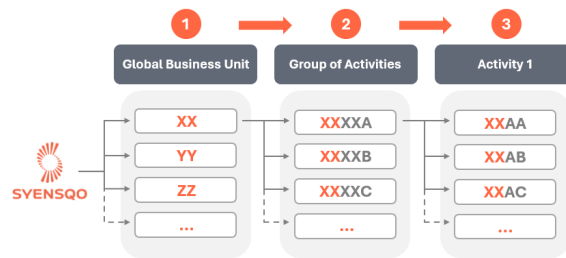 1
2
3
Global Business Unit
Group of Activities
Activity 1
XX
XXXXA
XXAA
YY
XXXXB
XXAB
SYENSQO
ZZ
XXXXC
XXAC
...
...
...